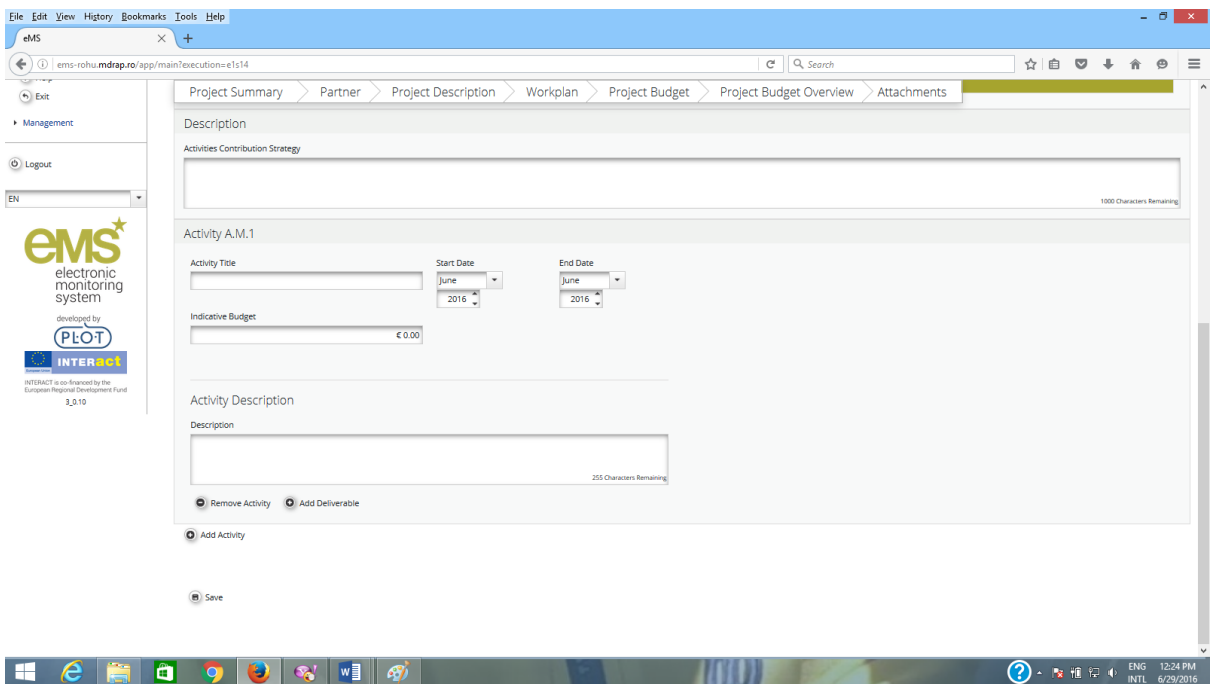 File Edit View History Bookmarks Tools Help
eMS
ems-rohu.mdrap.ro/app/main?execution=e1s14
Search
Exit
Management
Logout
EN
eMS
electronic
monitoring
system
developed by
PLOT
INTERact
INTERACT is co-financed by the
European Regional Development Fund
3_0.10
Project Summary Partner Project Description Workplan Project Budget Project Budget Overview Attachments
Description
Activities Contribution Strategy
1000 Characters Remaining
Activity A.M.1
Activity Title Start Date End Date
June June
2016 2016
Indicative Budget
€ 0.00
Activity Description
Description
255 Characters Remaining
Remove Activity Add Deliverable
Add Activity
Save
ENG 12:24 PM
INTL 6/29/2016